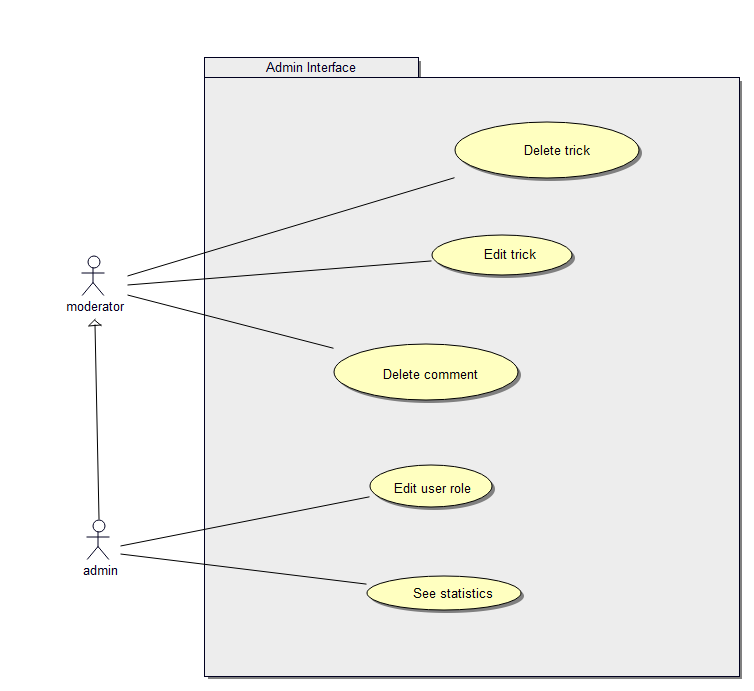 Admin Interface
Delete trick
Edit trick
moderator
Delete comment
Edit user role
admin
See statistics